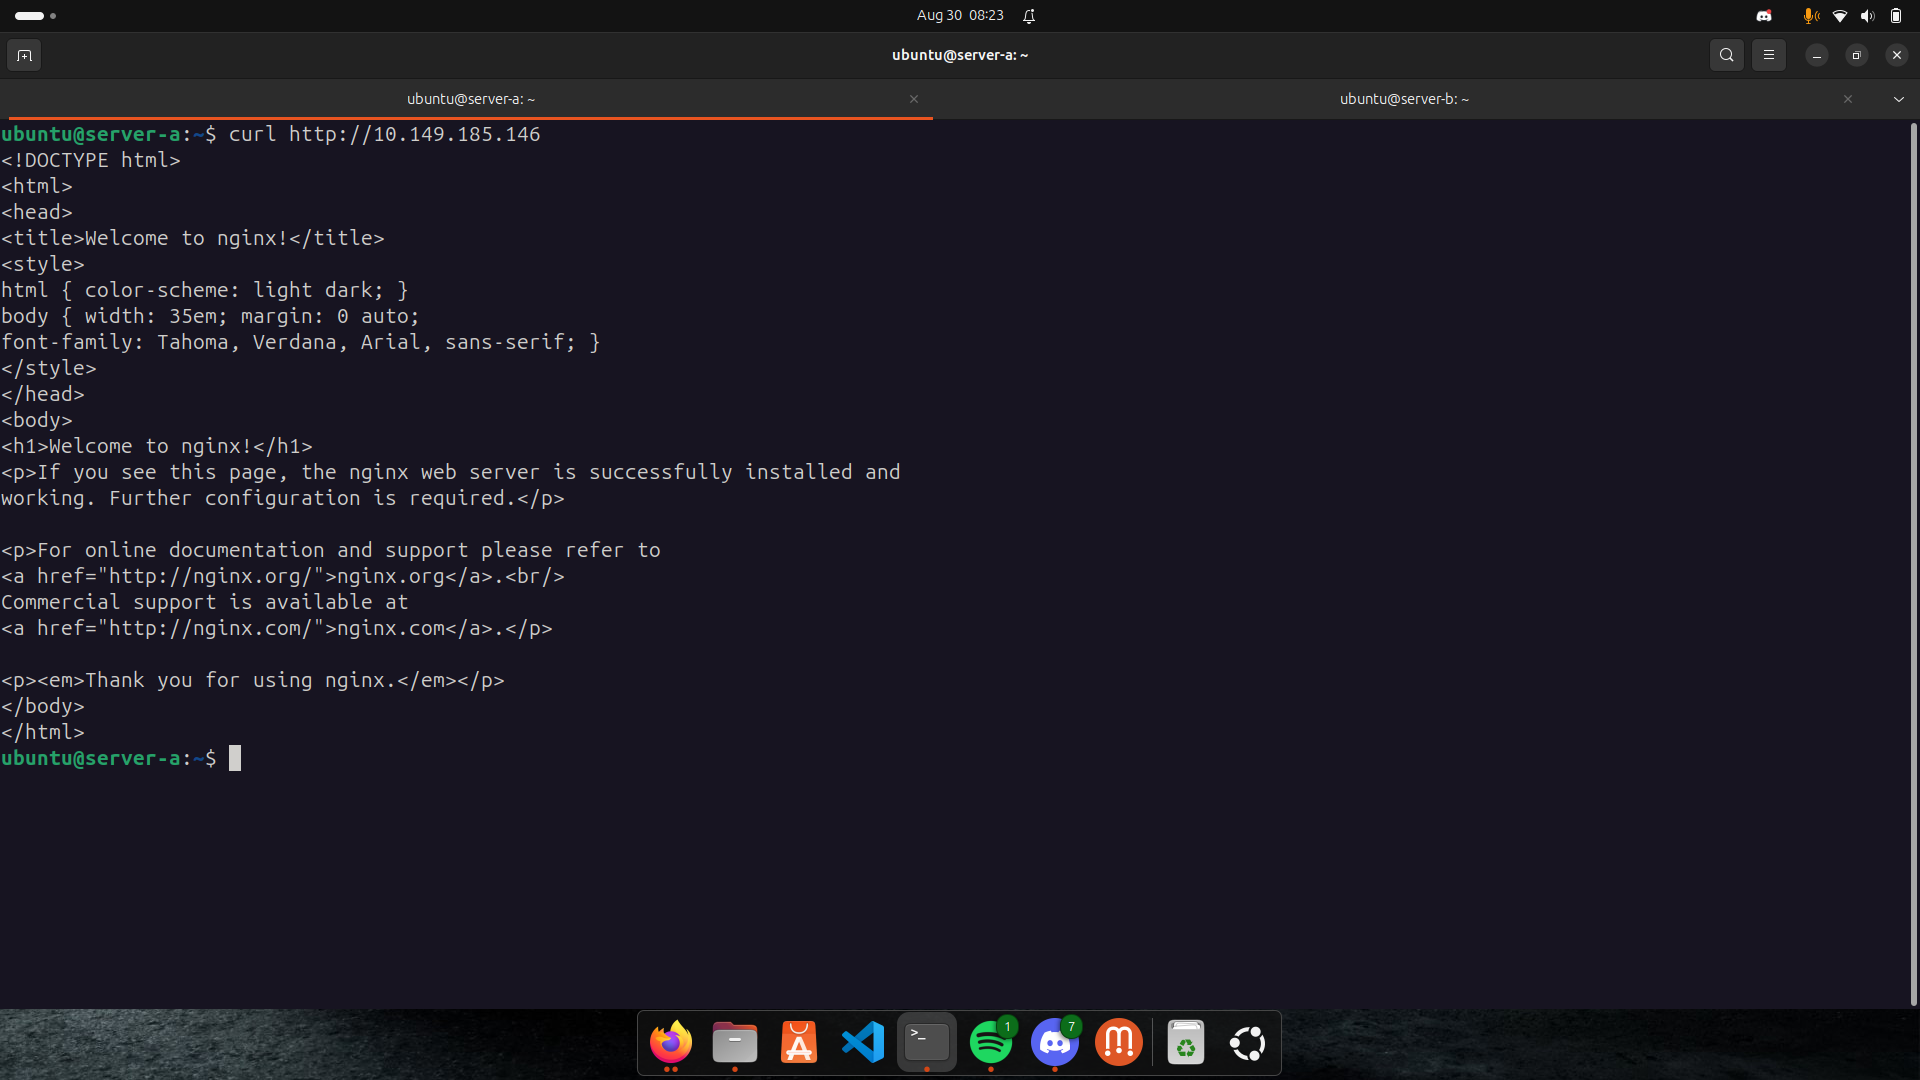 Aug 30 08:23
ubuntu@server-a: ~
ubuntu@server-a: ~
ubuntu@server-b: ~
ubuntu@server-a:~$ curl http://10.149.185.146
<!DOCTYPE html>
<html>
<head>
<title>Welcome to nginx!</title>
<style>
html { color-scheme: light dark; }
body { width: 35em; margin: 0 auto;
font-family: Tahoma, Verdana, Arial, sans-serif; }
</style>
</head>
<body>
<h1>Welcome to nginx!</h1>
<p>If you see this page, the nginx web server is successfully installed and
working. Further configuration is required.</p>

<p>For online documentation and support please refer to
<a href="http://nginx.org/">nginx.org</a>.<br/>
Commercial support is available at
<a href="http://nginx.com/">nginx.com</a>.</p>

<p><em>Thank you for using nginx.</em></p>
</body>
</html>
ubuntu@server-a:~$
>_
1
7